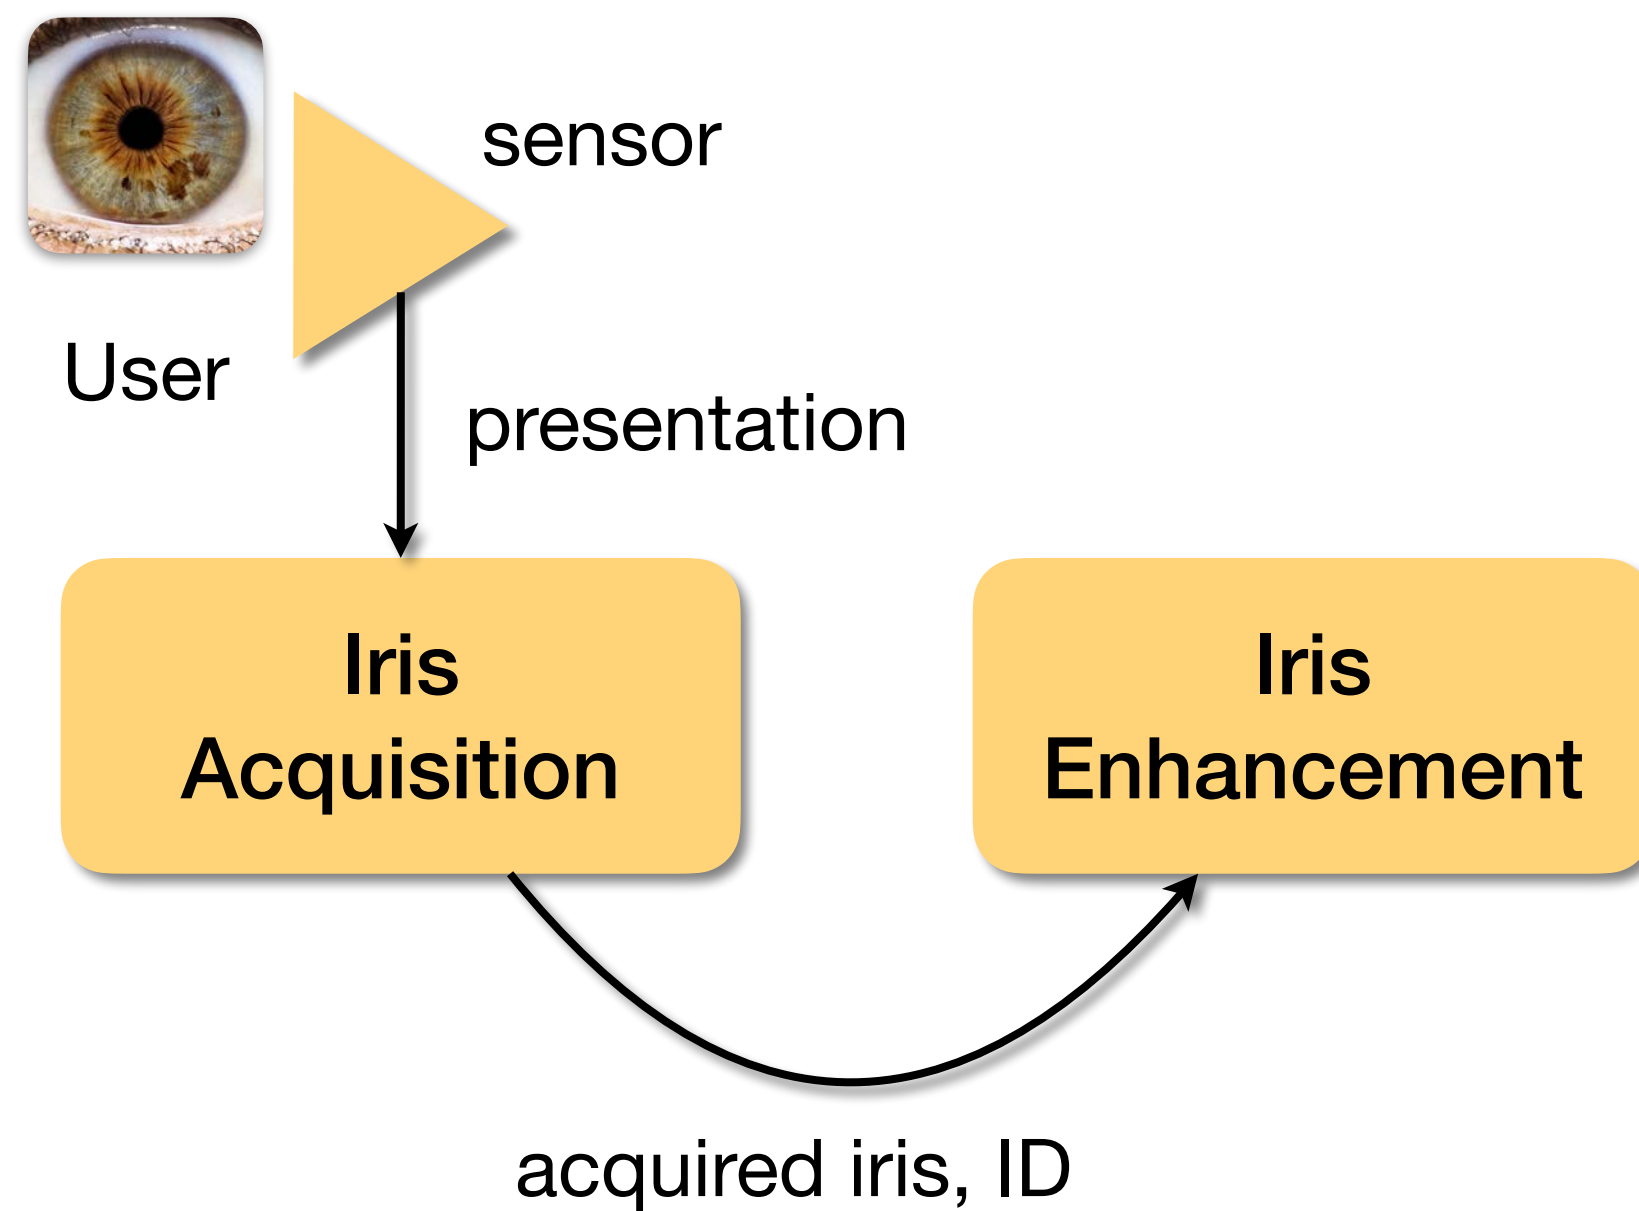 sensor
User
presentation
Iris
Acquisition
Iris
Enhancement
acquired iris, ID